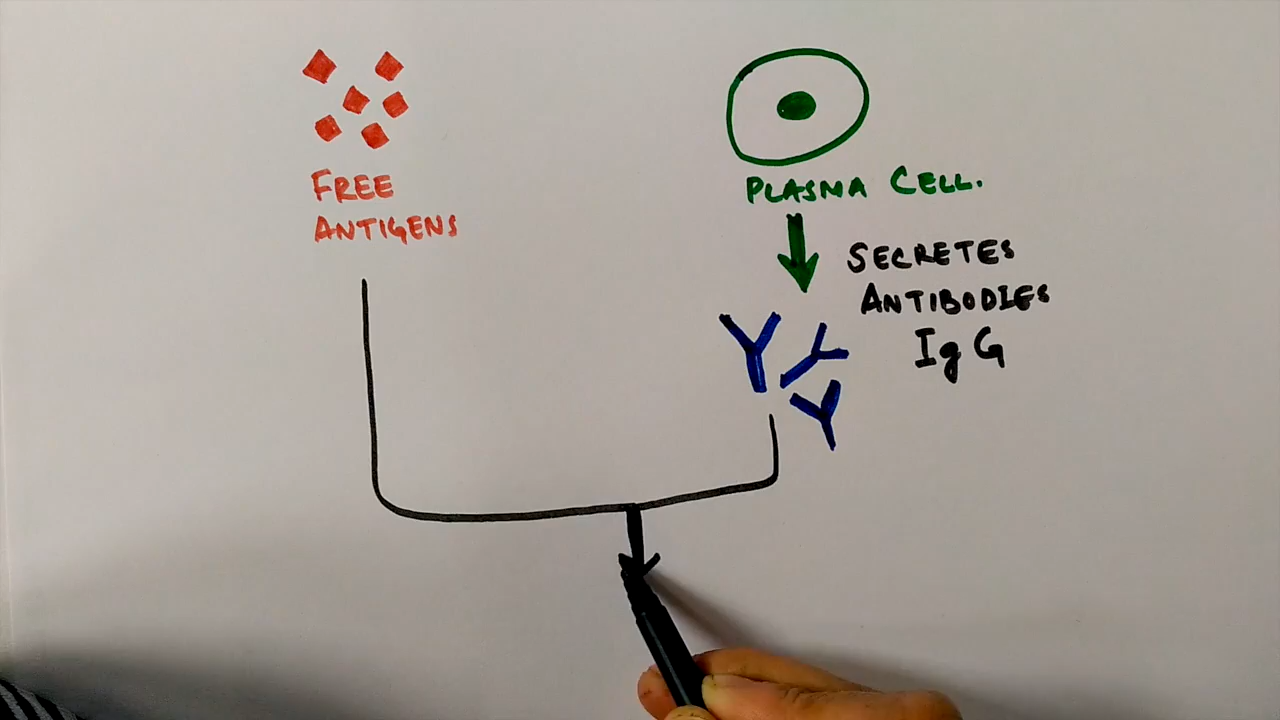 FREE
ANTIGENS
PLASMA CELL.
SECRETES
ANTIBODIES
IgG